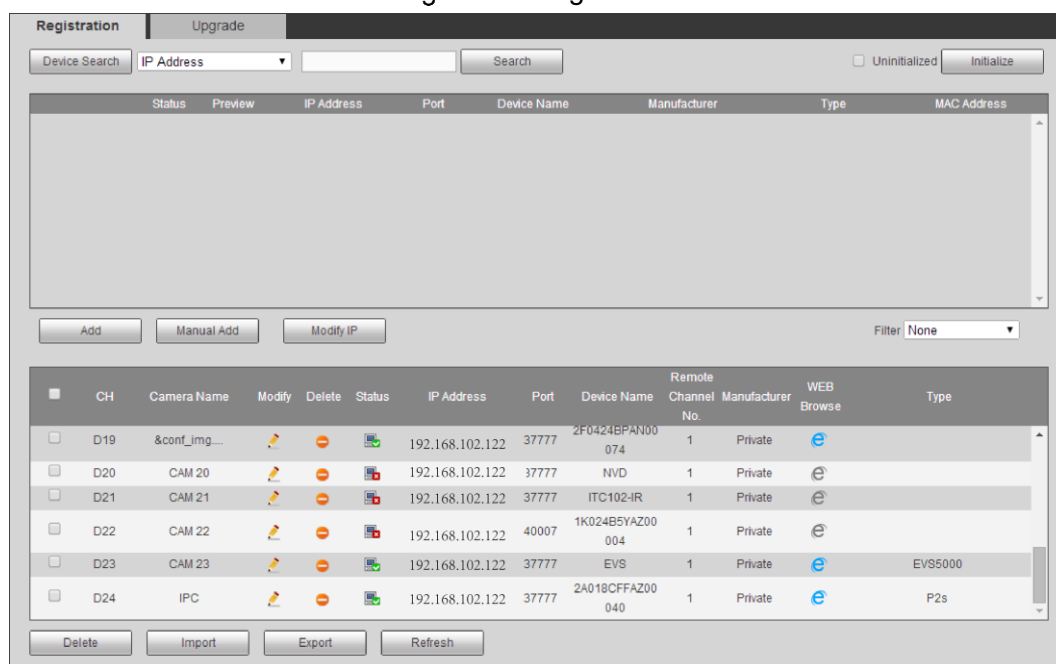 Registration Upgrade
Device Search IP Address Search Uninitialized Initialize
Status Preview IP Address Port Device Name Manufacturer Type MAC Address
Add Manual Add Modify IP Filter None
CH Camera Name Modify Delete Status IP Address Port Device Name Remote Channel No. Manufacturer WEB Browse Type
D19 &conf_img.... 192.168.102.122 37777 2F0424BPAN00074 1 Private
D20 CAM 20 192.168.102.122 37777 NVD 1 Private
D21 CAM 21 192.168.102.122 37777 ITC102-IR 1 Private
D22 CAM 22 192.168.102.122 40007 1K024B5YAZ00004 1 Private
D23 CAM 23 192.168.102.122 37777 EVS 1 Private EVS5000
D24 IPC 192.168.102.122 37777 2A018CFFAZ00040 1 Private P2s
Delete Import Export Refresh